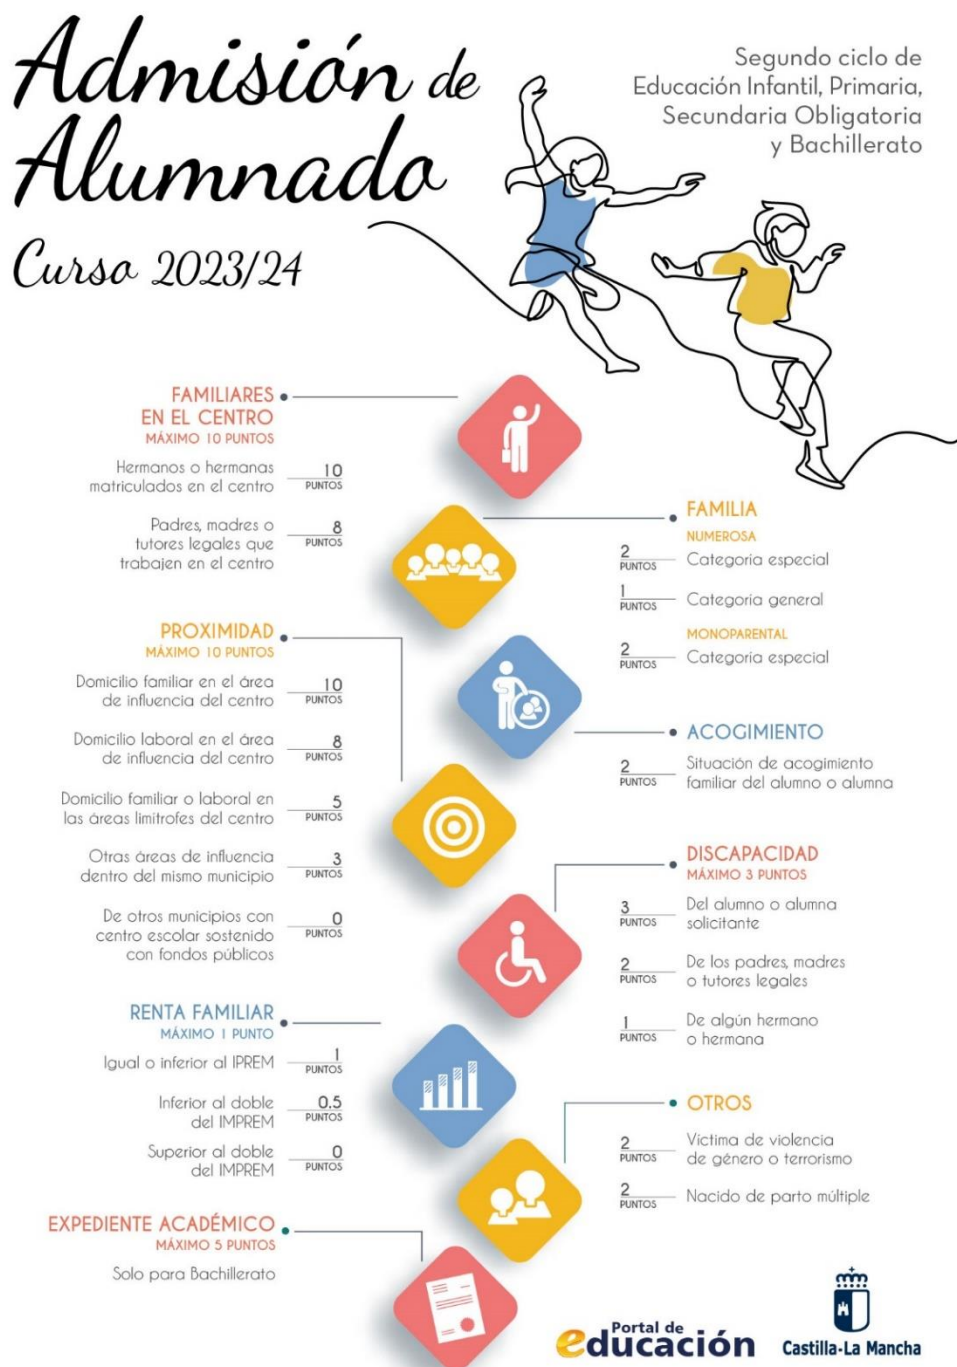 Admisión de
Alumnado
Curso 2023/24
Segundo ciclo de
Educación Infantil, Primaria,
Secundaria Obligatoria
y Bachillerato
FAMILIARES
EN EL CENTRO
MÁXIMO 10 PUNTOS
Hermanos o hermanas
matriculados en el centro
10
PUNTOS
Padres, madres o
tutores legales que
trabajen en el centro
8
PUNTOS
FAMILIA
NUMEROSA
2
PUNTOS
Categoría especial
1
PUNTOS
Categoría general
MONOPARENTAL
2
PUNTOS
Categoría especial
PROXIMIDAD
MÁXIMO 10 PUNTOS
Domicilio familiar en el área
de influencia del centro
10
PUNTOS
Domicilio laboral en el área
de influencia del centro
8
PUNTOS
Domicilio familiar o laboral en
las áreas limítrofes del centro
5
PUNTOS
Otras áreas de influencia
dentro del mismo municipio
3
PUNTOS
De otros municipios con
centro escolar sostenido
con fondos públicos
0
PUNTOS
ACOGIMIENTO
2
PUNTOS
Situación de acogimiento
familiar del alumno o alumna
DISCAPACIDAD
MÁXIMO 3 PUNTOS
3
PUNTOS
Del alumno o alumna
solicitante
2
PUNTOS
De los padres, madres
o tutores legales
1
PUNTOS
De algún hermano
o hermana
RENTA FAMILIAR
MÁXIMO 1 PUNTO
Igual o inferior al IPREM
1
PUNTOS
Inferior al doble
del IMPREM
0.5
PUNTOS
Superior al doble
del IMPREM
0
PUNTOS
OTROS
2
PUNTOS
Víctima de violencia
de género o terrorismo
2
PUNTOS
Nacido de parto múltiple
EXPEDIENTE ACADÉMICO
MÁXIMO 5 PUNTOS
Solo para Bachillerato
Portal de
educación
Castilla-La Mancha